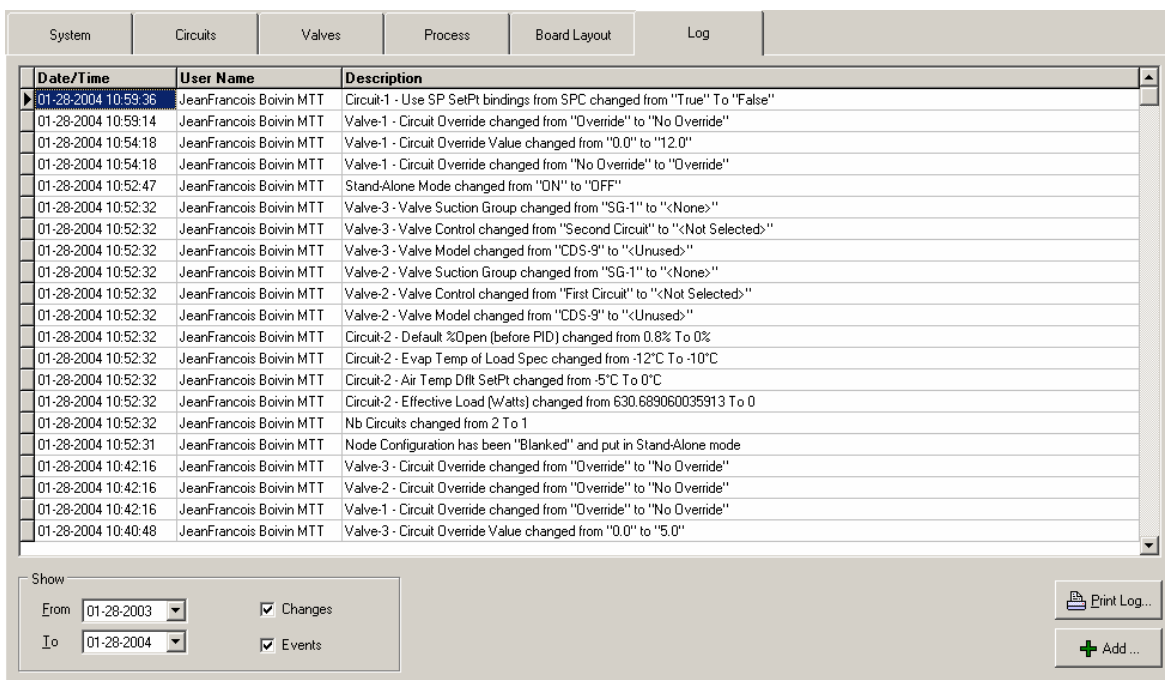 System Circuits Valves Process Board Layout Log
Date/Time User Name Description
01-28-2004 10:59:36 JeanFrancois Boivin MTT Circuit-1 - Use SP SetPt bindings from SPC changed from "True" To "False"
01-28-2004 10:59:14 JeanFrancois Boivin MTT Valve-1 - Circuit Override changed from "Override" to "No Override"
01-28-2004 10:54:18 JeanFrancois Boivin MTT Valve-1 - Circuit Override Value changed from "0.0" to "12.0"
01-28-2004 10:54:18 JeanFrancois Boivin MTT Valve-1 - Circuit Override changed from "No Override" to "Override"
01-28-2004 10:52:47 JeanFrancois Boivin MTT Stand-Alone Mode changed from "ON" to "OFF"
01-28-2004 10:52:32 JeanFrancois Boivin MTT Valve-3 - Valve Suction Group changed from "SG-1" to "<None>"
01-28-2004 10:52:32 JeanFrancois Boivin MTT Valve-3 - Valve Control changed from "Second Circuit" to "<Not Selected>"
01-28-2004 10:52:32 JeanFrancois Boivin MTT Valve-3 - Valve Model changed from "CDS-9" to "<Unused>"
01-28-2004 10:52:32 JeanFrancois Boivin MTT Valve-2 - Valve Suction Group changed from "SG-1" to "<None>"
01-28-2004 10:52:32 JeanFrancois Boivin MTT Valve-2 - Valve Control changed from "First Circuit" to "<Not Selected>"
01-28-2004 10:52:32 JeanFrancois Boivin MTT Valve-2 - Valve Model changed from "CDS-9" to "<Unused>"
01-28-2004 10:52:32 JeanFrancois Boivin MTT Circuit-2 - Default %Open (before PID) changed from 0.8% To 0%
01-28-2004 10:52:32 JeanFrancois Boivin MTT Circuit-2 - Evap Temp of Load Spec changed from -12°C To -10°C
01-28-2004 10:52:32 JeanFrancois Boivin MTT Circuit-2 - Air Temp Dflt SetPt changed from -5°C To 0°C
01-28-2004 10:52:32 JeanFrancois Boivin MTT Circuit-2 - Effective Load (Watts) changed from 630.689060035913 To 0
01-28-2004 10:52:32 JeanFrancois Boivin MTT Nb Circuits changed from 2 To 1
01-28-2004 10:52:31 JeanFrancois Boivin MTT Node Configuration has been "Blanked" and put in Stand-Alone mode
01-28-2004 10:42:16 JeanFrancois Boivin MTT Valve-3 - Circuit Override changed from "Override" to "No Override"
01-28-2004 10:42:16 JeanFrancois Boivin MTT Valve-2 - Circuit Override changed from "Override" to "No Override"
01-28-2004 10:42:16 JeanFrancois Boivin MTT Valve-1 - Circuit Override changed from "Override" to "No Override"
01-28-2004 10:40:48 JeanFrancois Boivin MTT Valve-3 - Circuit Override Value changed from "0.0" to "5.0"
Show
From 01-28-2003 Changes Print Log...
To 01-28-2004 Events Add ...